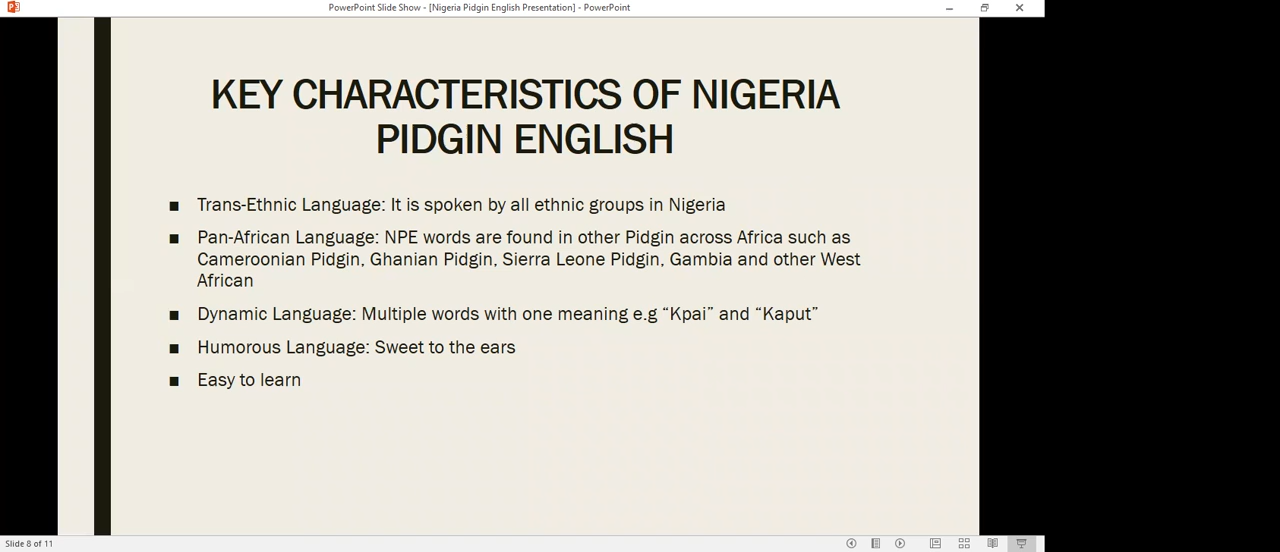 PowerPoint Slide Show - [Nigeria Pidgin English Presentation] - PowerPoint
KEY CHARACTERISTICS OF NIGERIA
PIDGIN ENGLISH
■ Trans-Ethnic Language: It is spoken by all ethnic groups in Nigeria
■ Pan-African Language: NPE words are found in other Pidgin across Africa such as
Cameroonian Pidgin, Ghanian Pidgin, Sierra Leone Pidgin, Gambia and other West
African
■ Dynamic Language: Multiple words with one meaning e.g “Kpai” and “Kaput”
■ Humorous Language: Sweet to the ears
■ Easy to learn
Slide 8 of 11